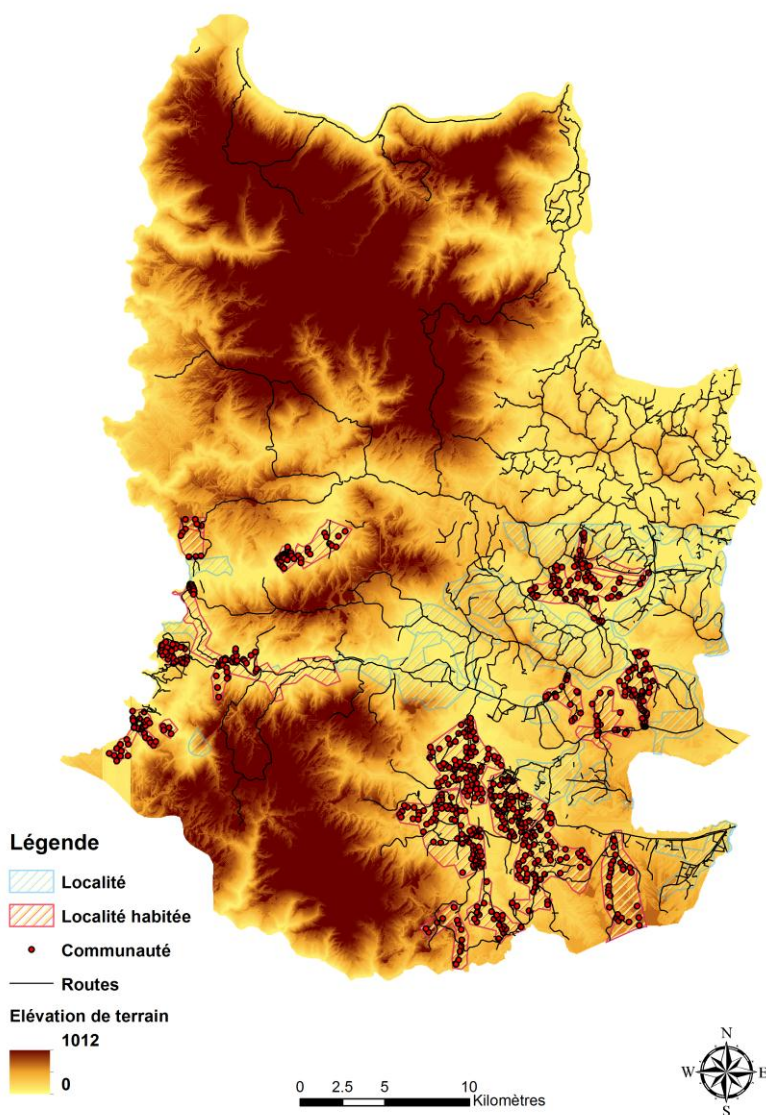 Légende
Localité
Localité habitée
Communauté
Routes
Elévation de terrain
1012
0
0 2.5 5 10
Kilomètres
N
W E
S